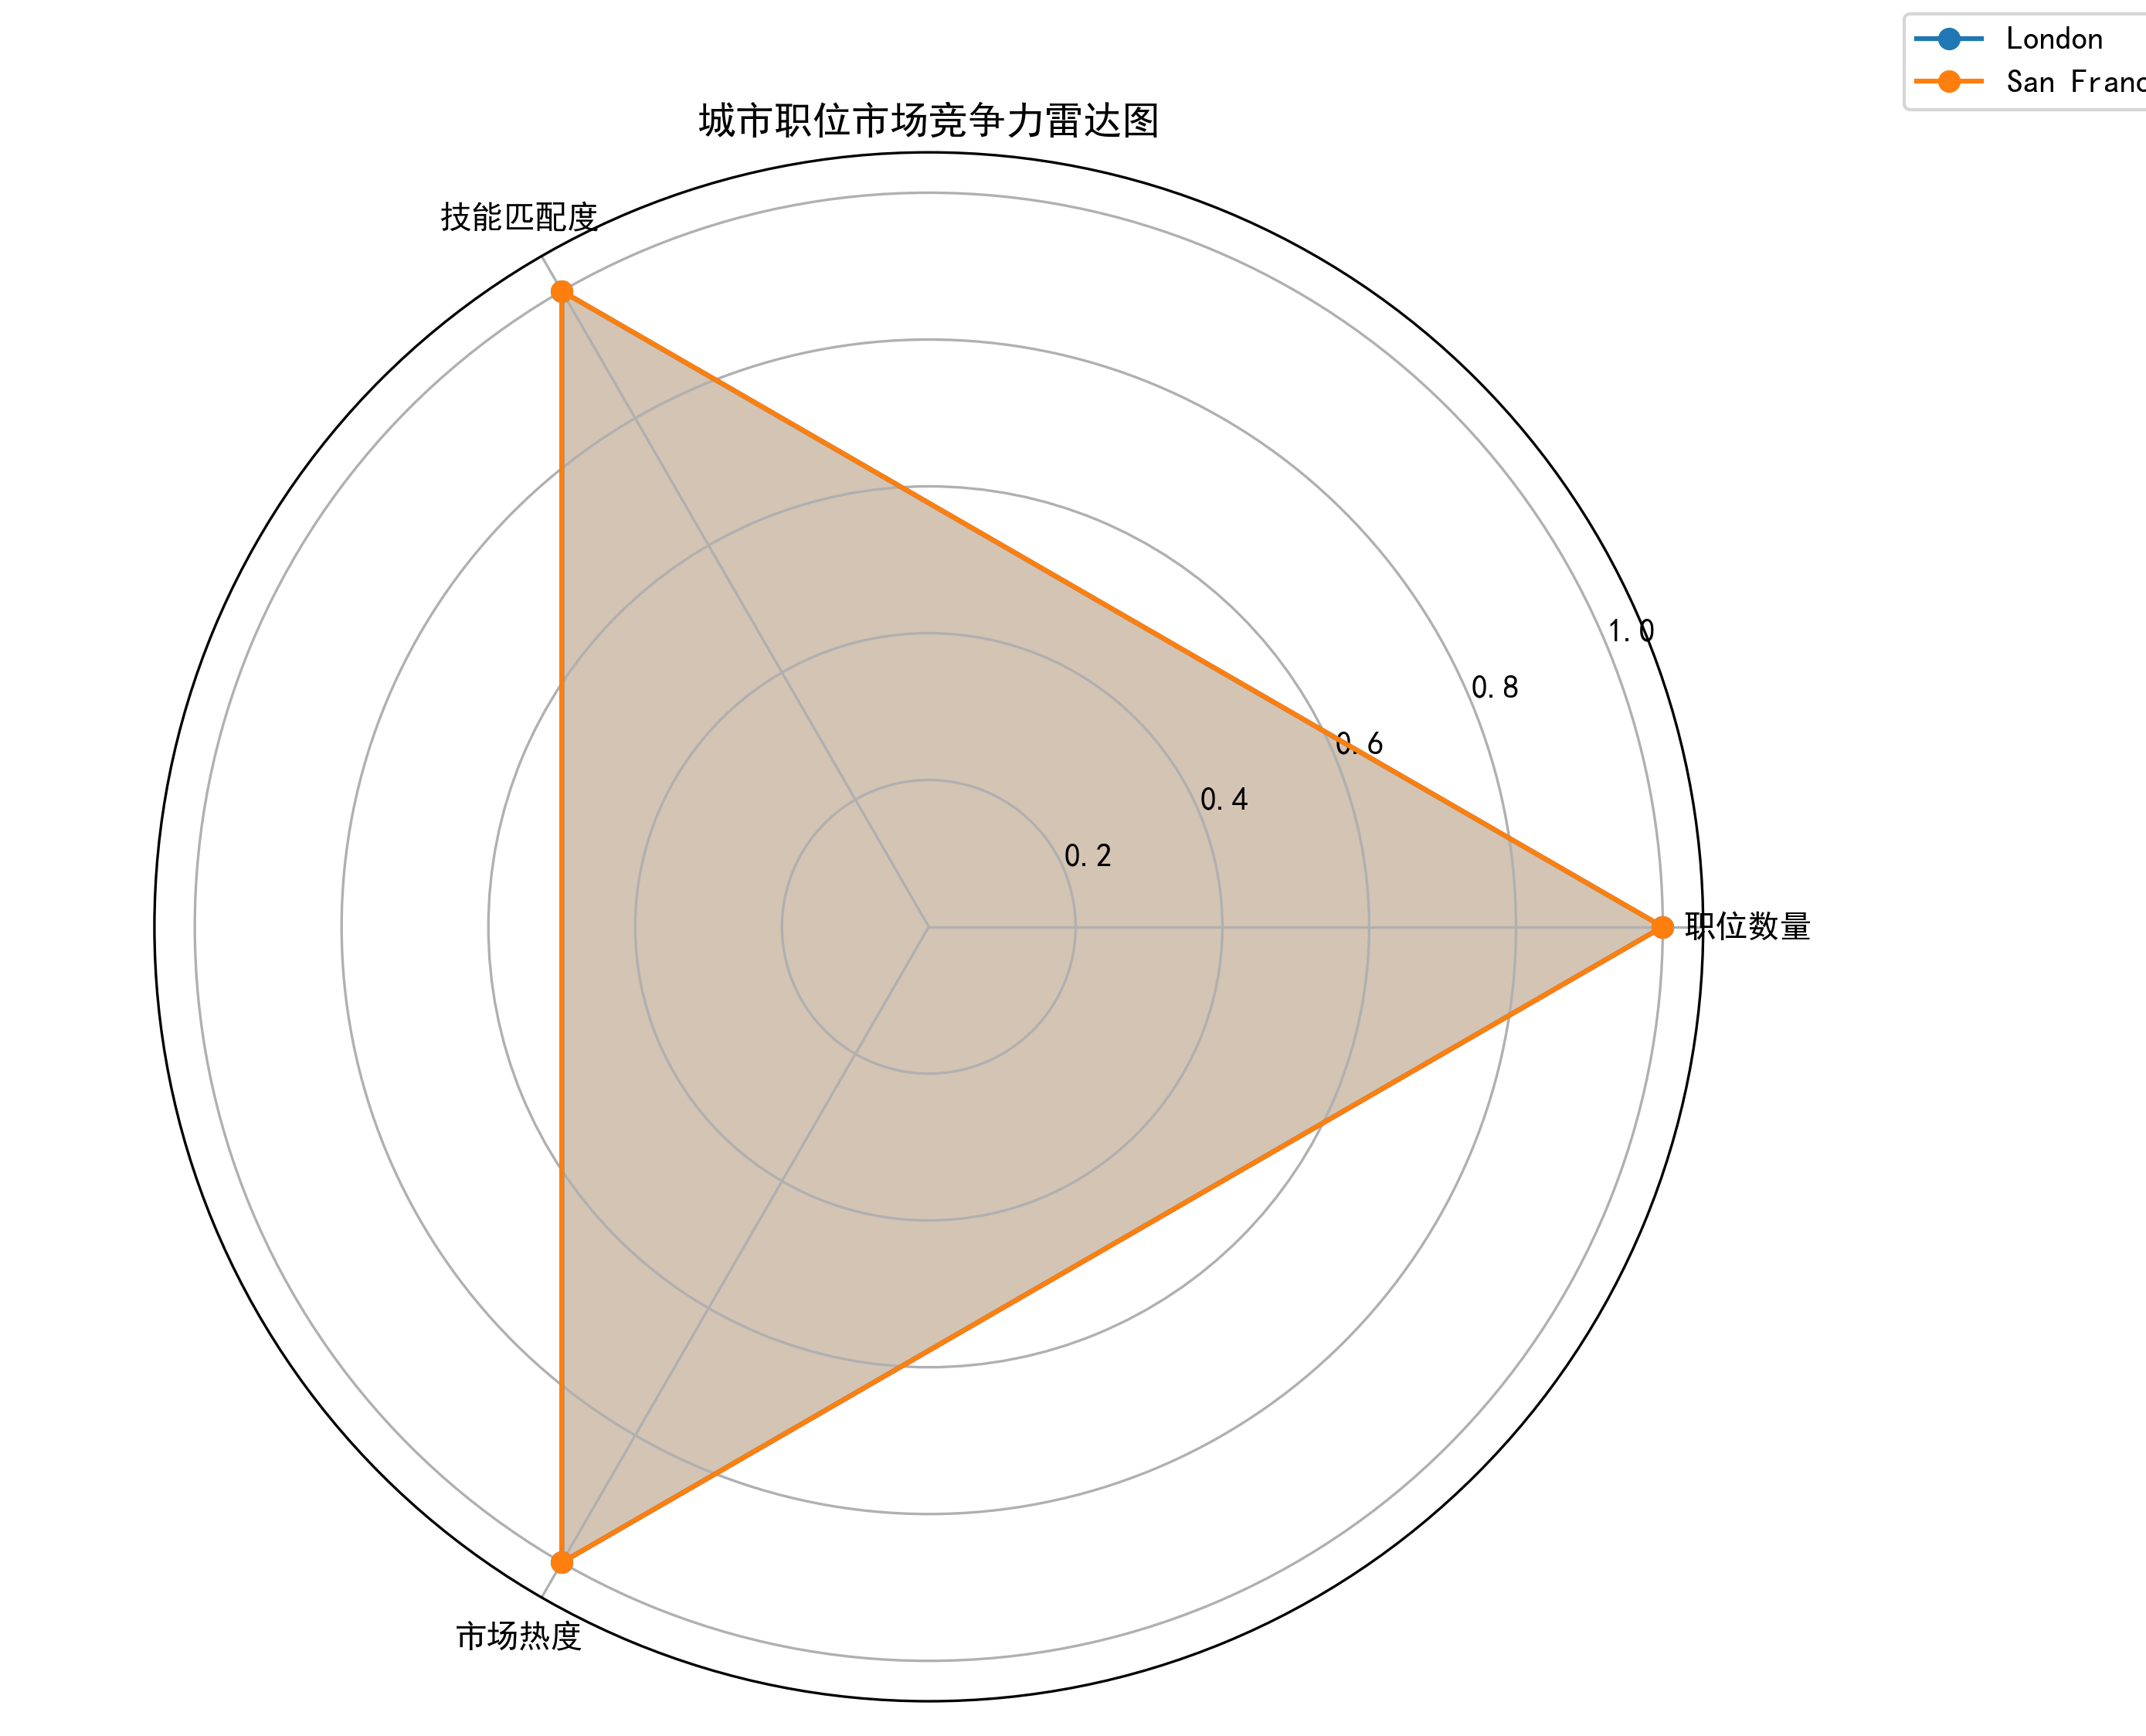 London
San Franc
城市职位市场竞争力雷达图
技能匹配度
1.0
0.8
0.6
0.4
0.2
职位数量
市场热度